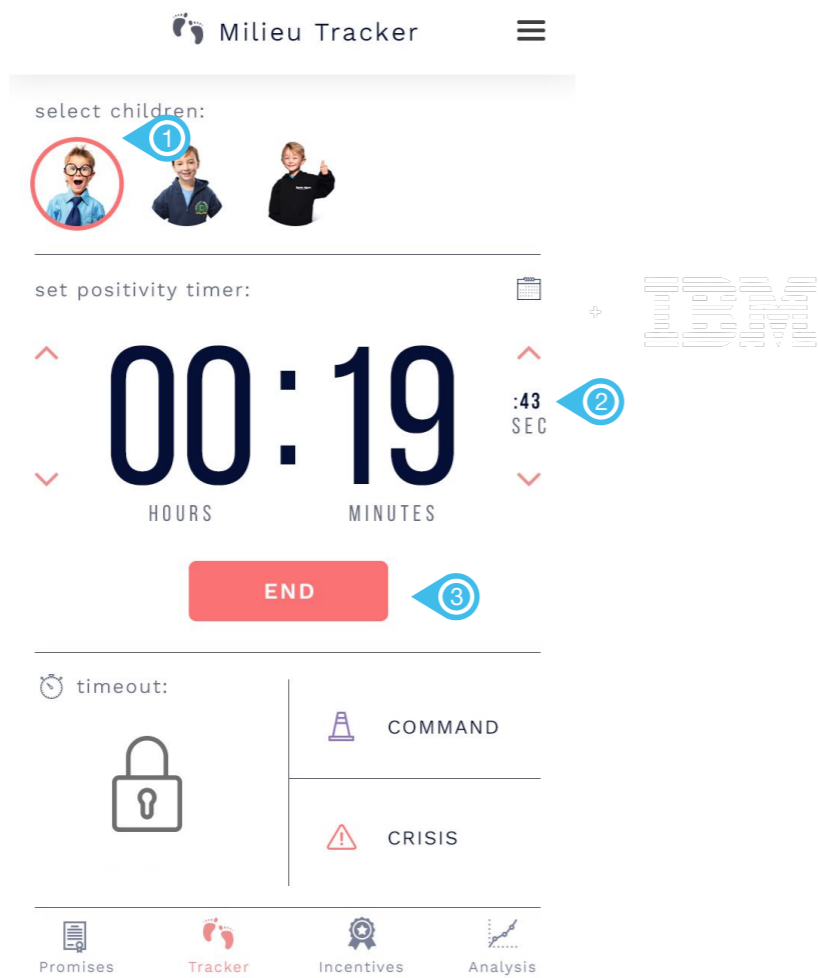 Milieu Tracker
select children:
1
set positivity timer:
+ IBM
00:19
:43
SEC
2
HOURS
MINUTES
END
3
timeout:
COMMAND
CRISIS
Promises
Tracker
Incentives
Analysis